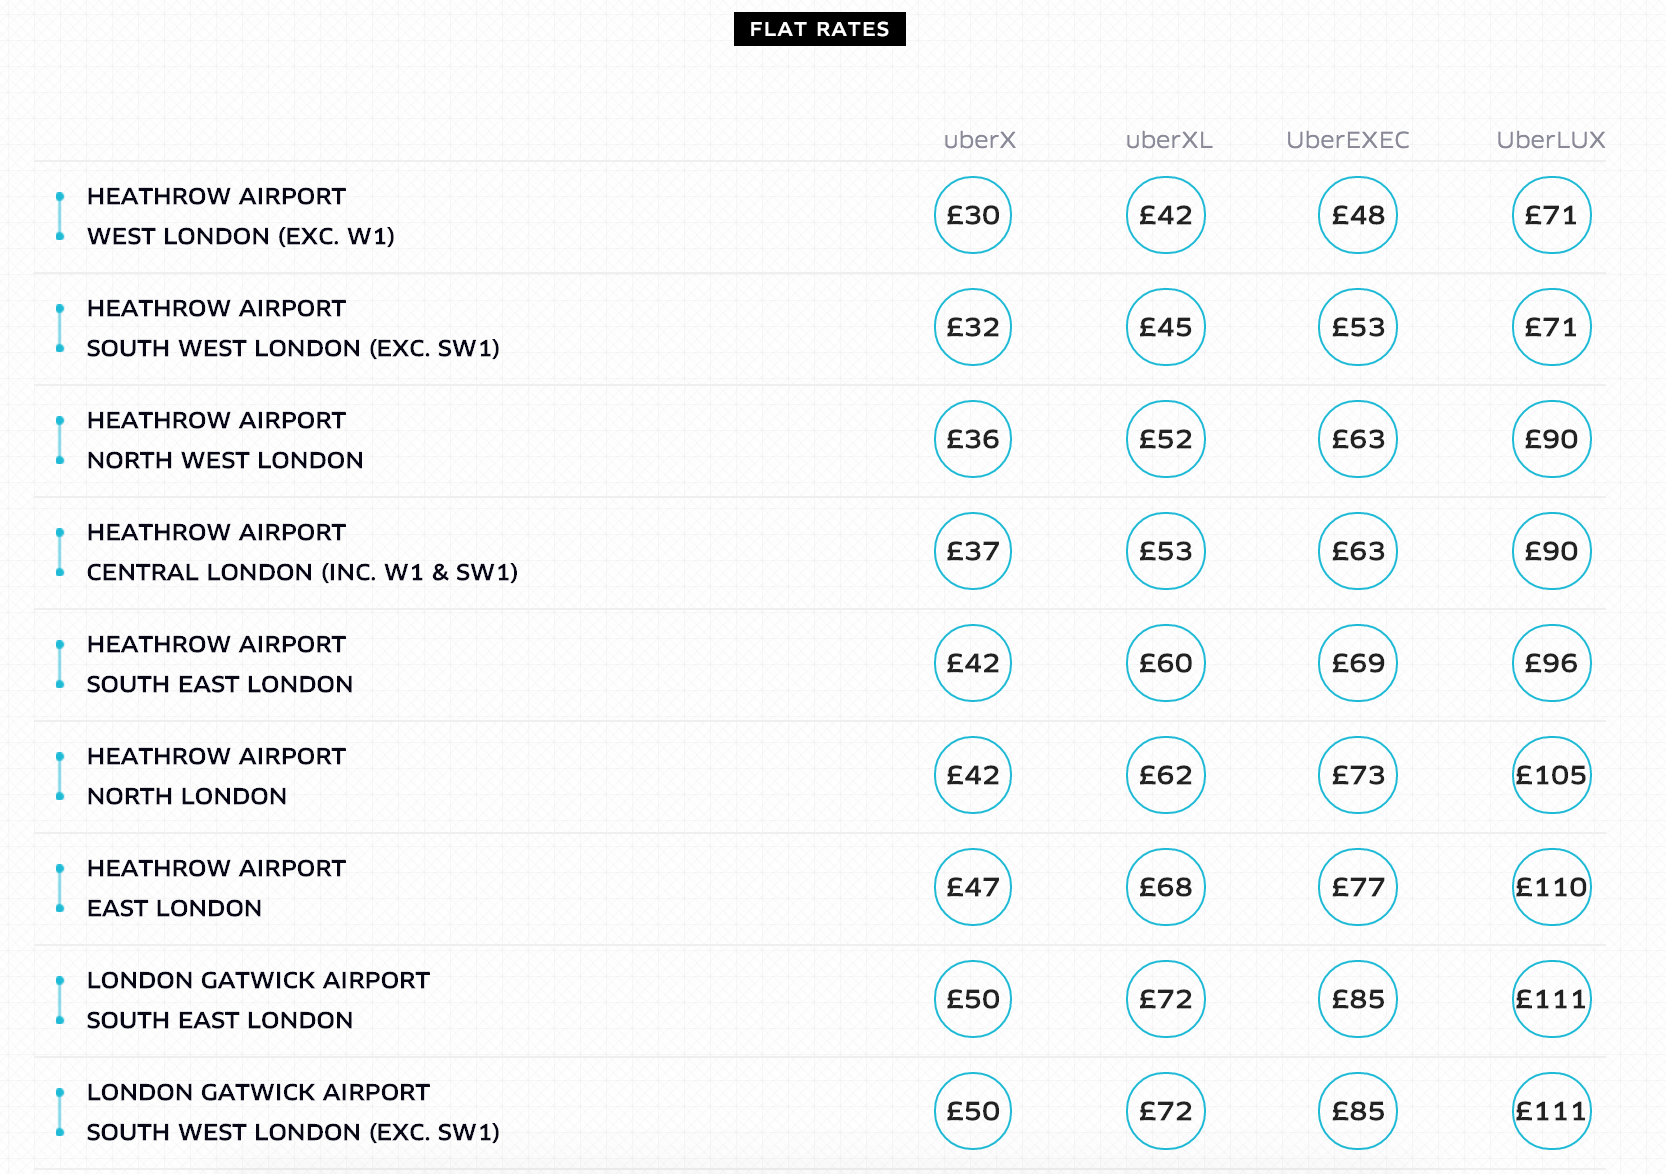 FLAT RATES
uberX uberXL UberEXEC UberLUX
HEATHROW AIRPORT
WEST LONDON (EXC. W1)
£30 £42 £48 £71
HEATHROW AIRPORT
SOUTH WEST LONDON (EXC. SW1)
£32 £45 £53 £71
HEATHROW AIRPORT
NORTH WEST LONDON
£36 £52 £63 £90
HEATHROW AIRPORT
CENTRAL LONDON (INC. W1 & SW1)
£37 £53 £63 £90
HEATHROW AIRPORT
SOUTH EAST LONDON
£42 £60 £69 £96
HEATHROW AIRPORT
NORTH LONDON
£42 £62 £73 £105
HEATHROW AIRPORT
EAST LONDON
£47 £68 £77 £110
LONDON GATWICK AIRPORT
SOUTH EAST LONDON
£50 £72 £85 £111
LONDON GATWICK AIRPORT
SOUTH WEST LONDON (EXC. SW1)
£50 £72 £85 £111